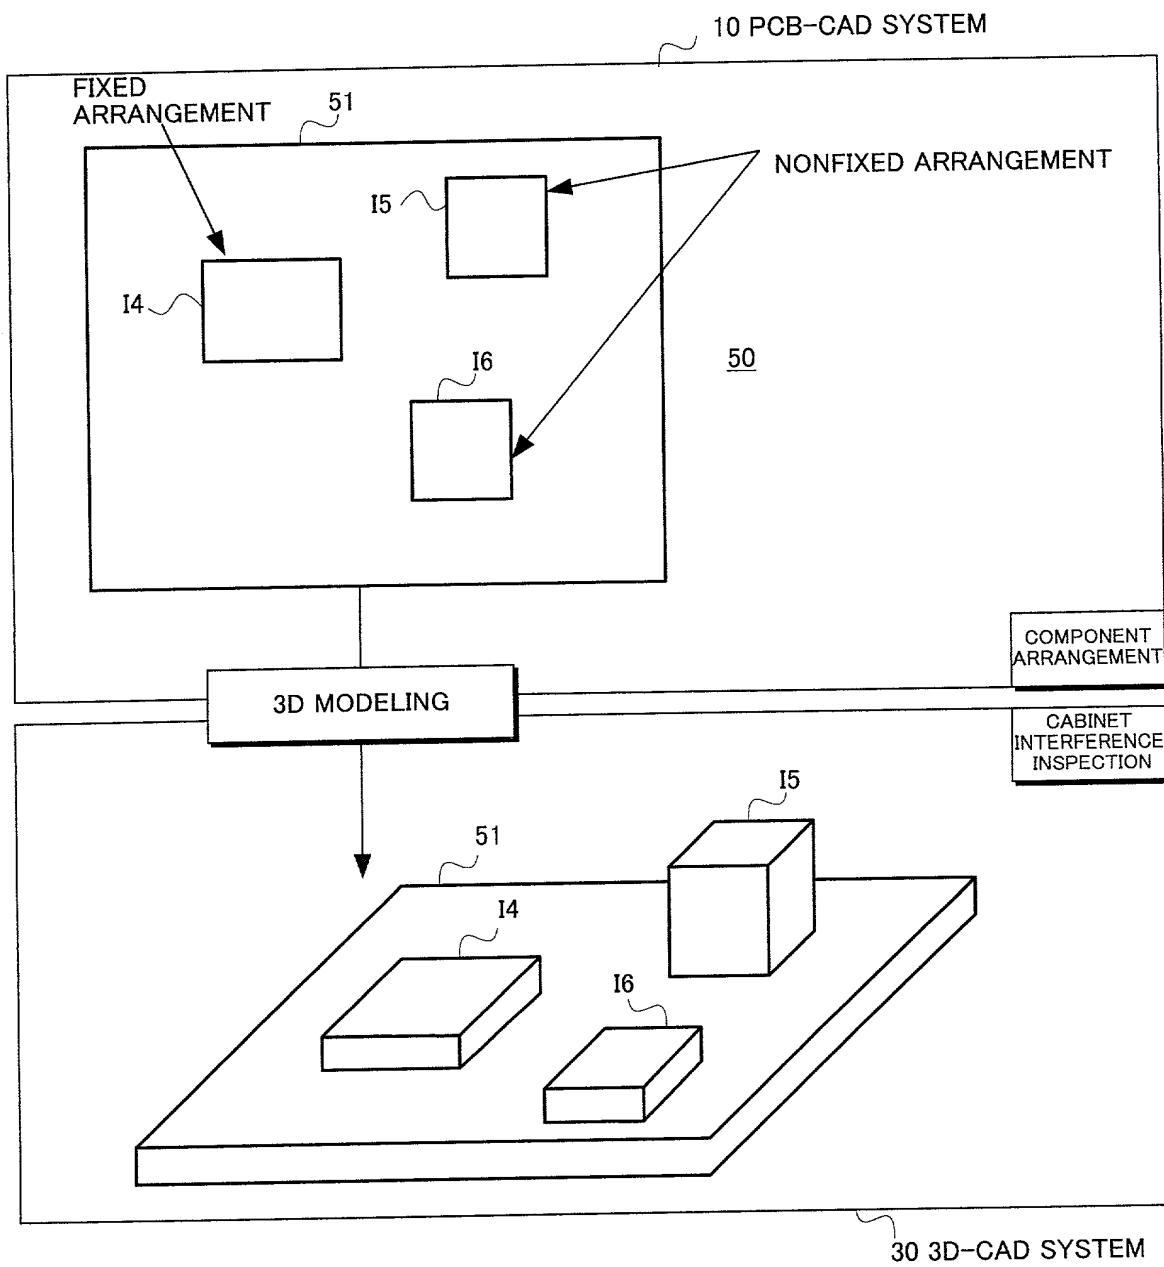 10 PCB-CAD SYSTEM
FIXED
ARRANGEMENT
51
NONFIXED ARRANGEMENT
I5
I4
I6
50
COMPONENT
ARRANGEMENT
3D MODELING
CABINET
INTERFERENCE
INSPECTION
I5
51
I4
I6
30 3D-CAD SYSTEM